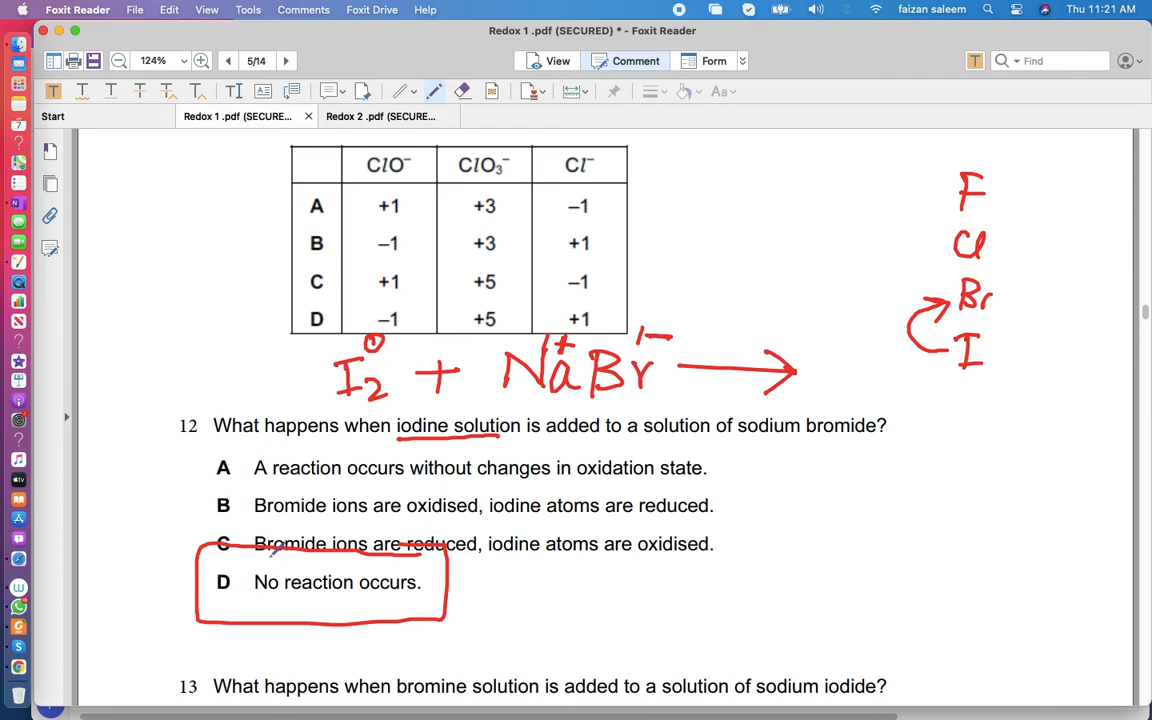 Foxit Reader File Edit View Tools Comments Foxit Drive Help faizan saleem Thu 11:21 AM
Redox 1 .pdf (SECURED) * - Foxit Reader
124% 5/14 View Comment Form Find
Start Redox 1 .pdf (SECURE... Redox 2 .pdf (SECURE...
ClO⁻ ClO₃⁻ Cl⁻
A +1 +3 –1
B –1 +3 +1
C +1 +5 –1
D –1 +5 +1
F
Cl
Br
I
I₂ + Na¹⁺Br¹⁻ →
12 What happens when iodine solution is added to a solution of sodium bromide?
A A reaction occurs without changes in oxidation state.
B Bromide ions are oxidised, iodine atoms are reduced.
C Bromide ions are reduced, iodine atoms are oxidised.
D No reaction occurs.
13 What happens when bromine solution is added to a solution of sodium iodide?